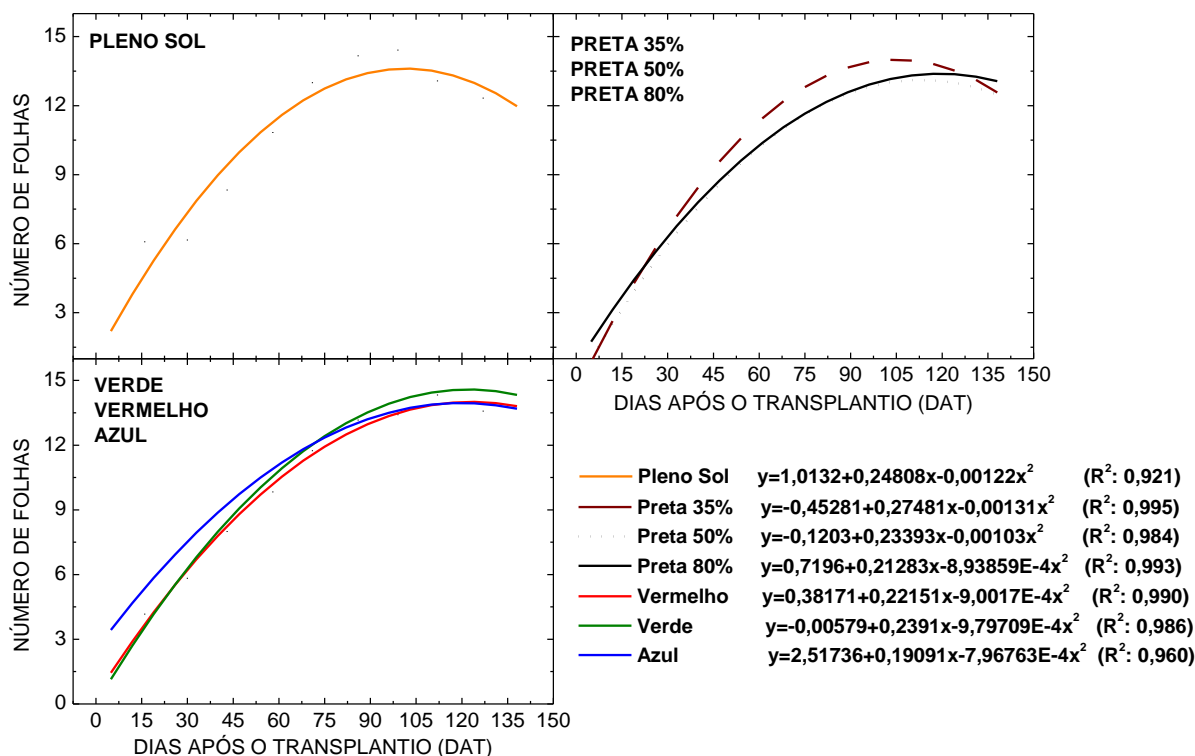 PLENO SOL
NÚMERO DE FOLHAS
15
12
9
6
3
PRETA 35%
PRETA 50%
PRETA 80%
0 15 30 45 60 75 90 105 120 135 150
DIAS APÓS O TRANSPLANTIO (DAT)
VERDE
VERMELHO
AZUL
NÚMERO DE FOLHAS
15
12
9
6
3
0
0 15 30 45 60 75 90 105 120 135 150
DIAS APÓS O TRANSPLANTIO (DAT)
Pleno Sol y=1,0132+0,24808x-0,00122x² (R²: 0,921)
Preta 35% y=-0,45281+0,27481x-0,00131x² (R²: 0,995)
Preta 50% y=-0,1203+0,23393x-0,00103x² (R²: 0,984)
Preta 80% y=0,7196+0,21283x-8,93859E-4x² (R²: 0,993)
Vermelho y=0,38171+0,22151x-9,0017E-4x² (R²: 0,990)
Verde y=-0,00579+0,2391x-9,79709E-4x² (R²: 0,986)
Azul y=2,51736+0,19091x-7,96763E-4x² (R²: 0,960)